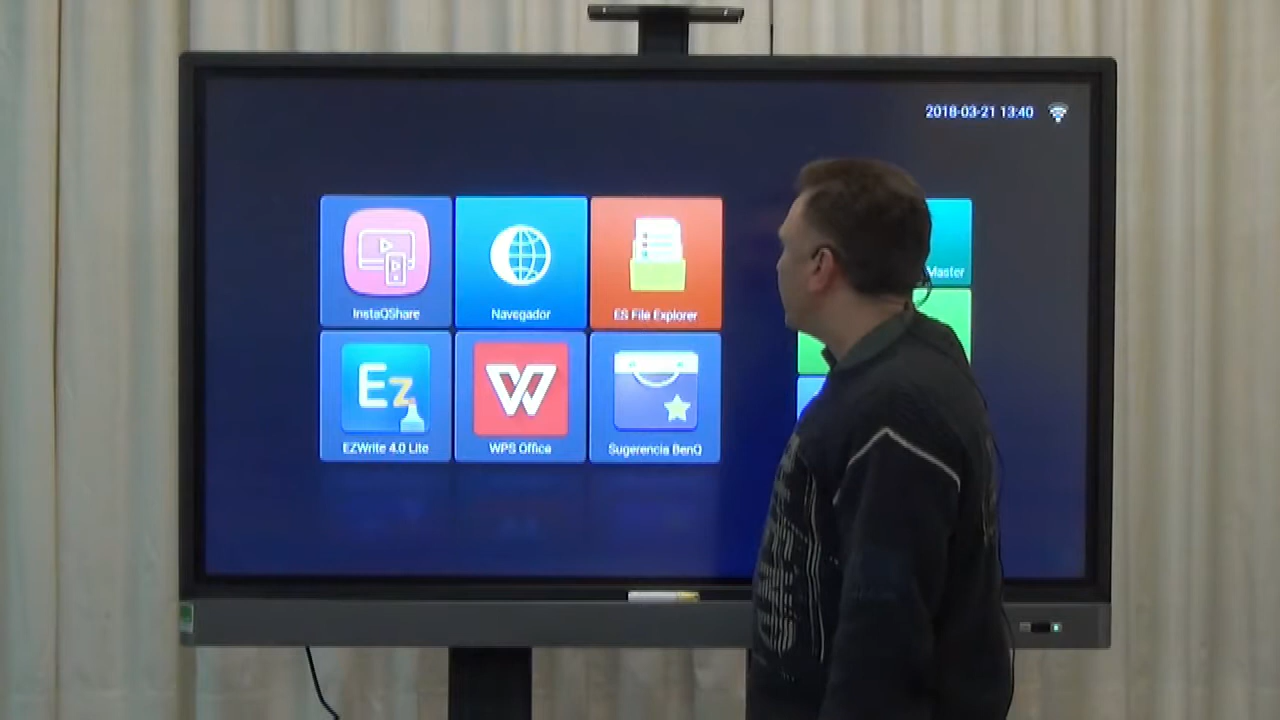 2018-03-21 13:40
InstaQShare
Navegador
ES File Explorer
Master
Ez
W
EZWrite 4.0 Lite
WPS Office
Sugerencia BenQ